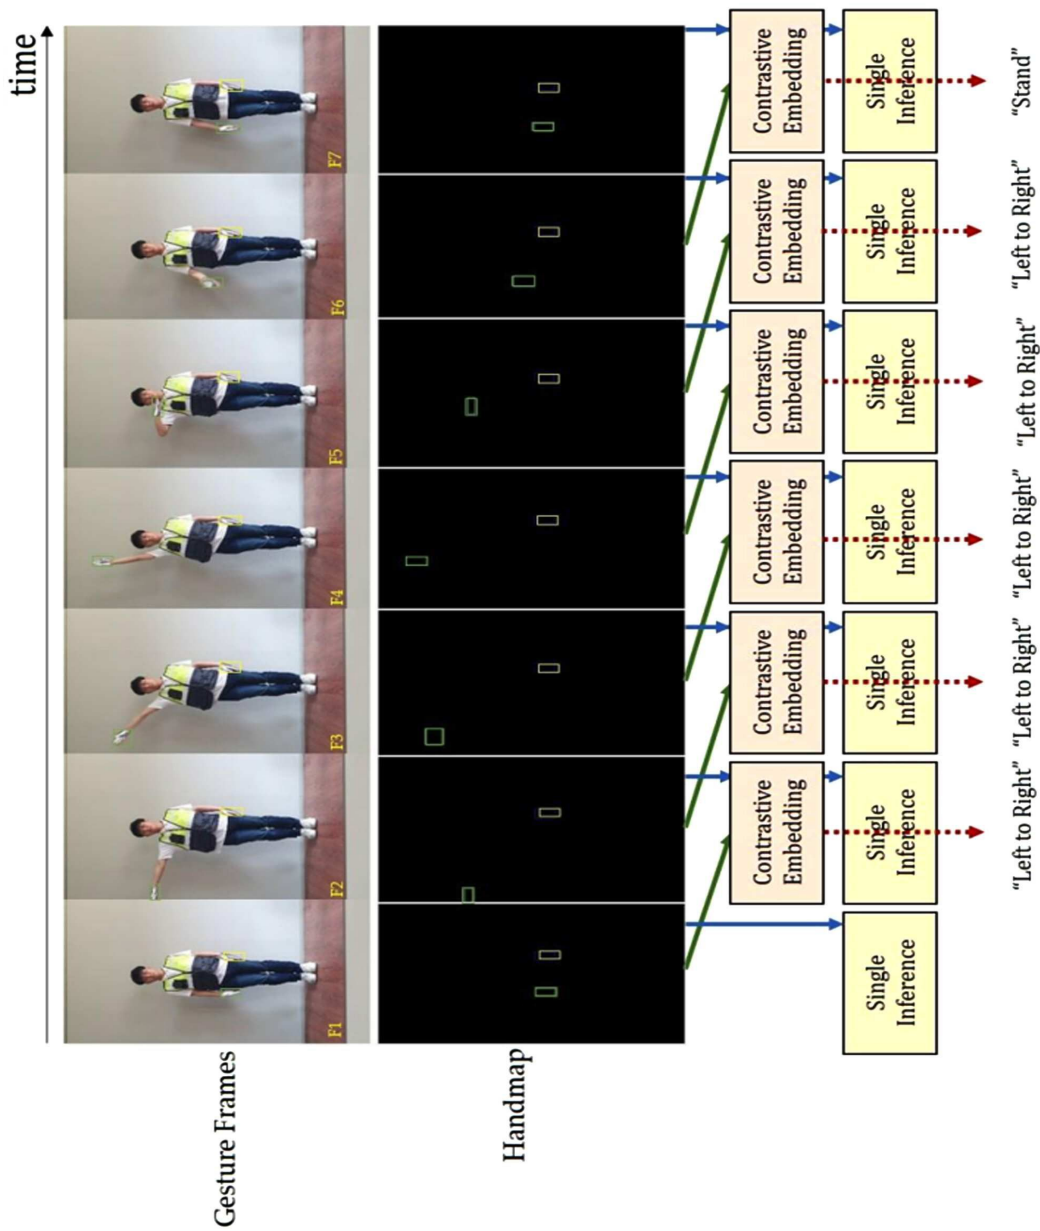 time
Gesture Frames
F1
F2
F3
F4
F5
F6
F7
Handmap
Contrastive
Embedding
Contrastive
Embedding
Contrastive
Embedding
Contrastive
Embedding
Contrastive
Embedding
Contrastive
Embedding
Single
Inference
Single
Inference
Single
Inference
Single
Inference
Single
Inference
Single
Inference
Single
Inference
“Left to Right”
“Left to Right”
“Left to Right”
“Left to Right”
“Left to Right”
“Stand”